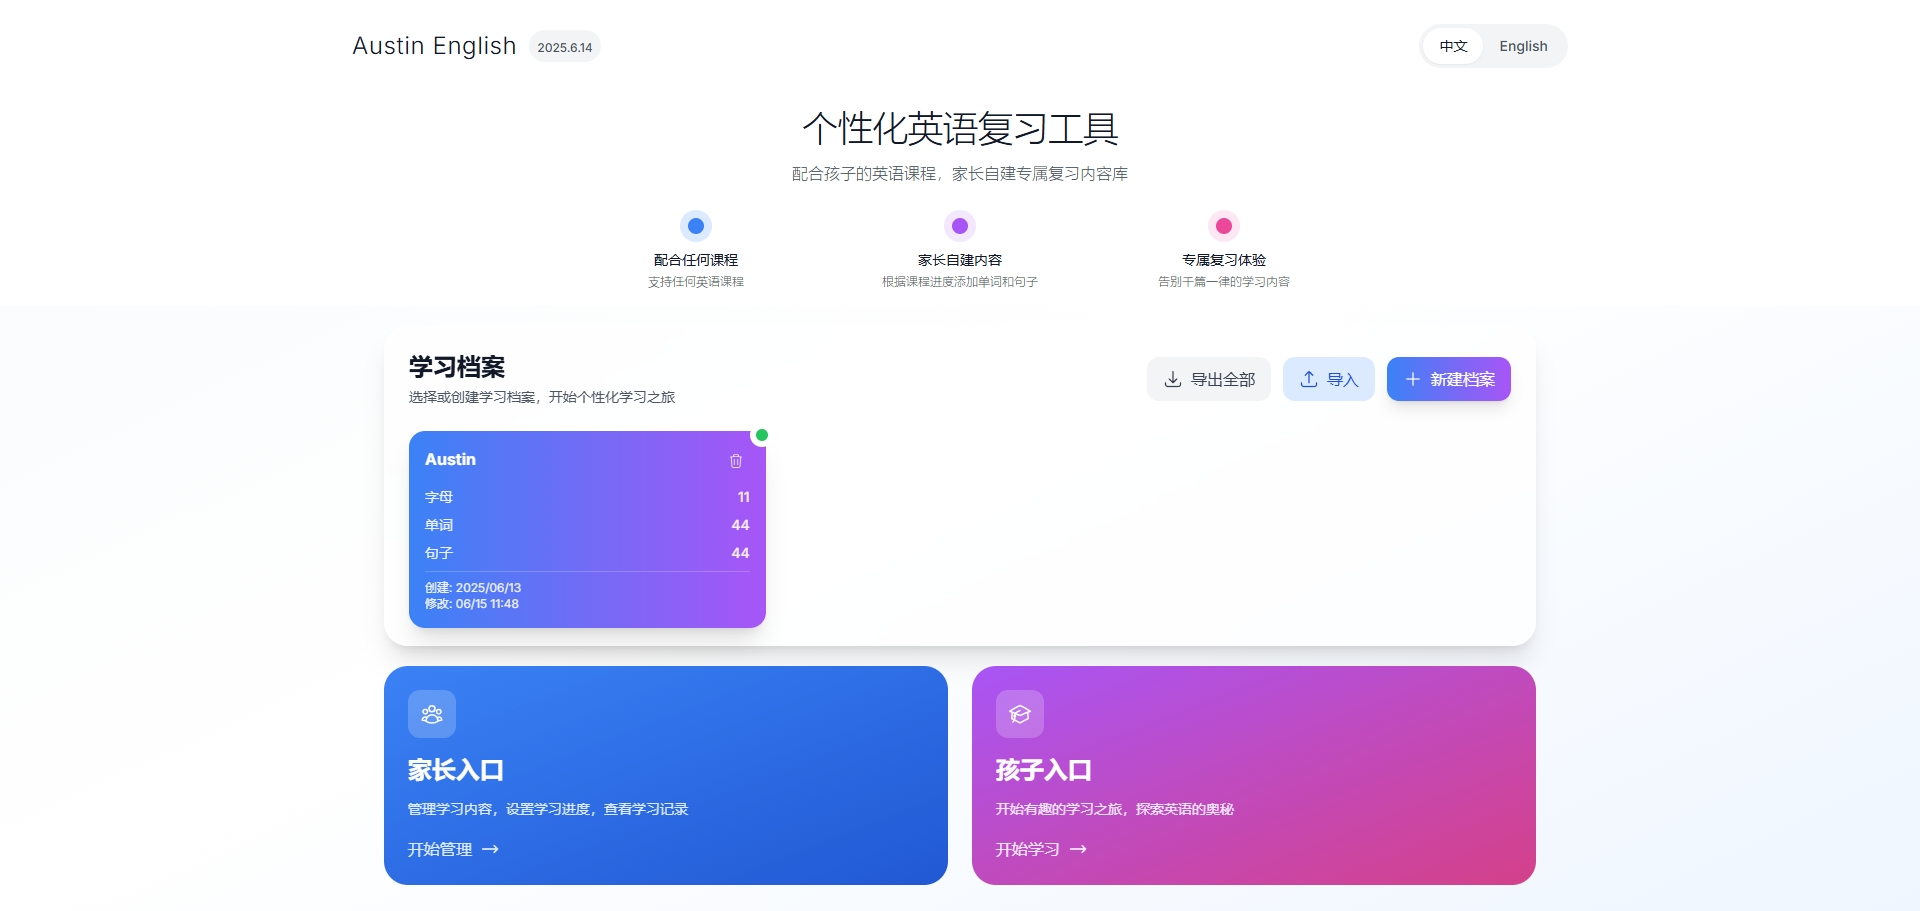 Austin English 2025.6.14
中文 English
个性化英语复习工具
配合孩子的英语课程，家长自建专属复习内容库
配合任何课程
支持任何英语课程
家长自建内容
根据课程进度添加单词和句子
专属复习体验
告别千篇一律的学习内容
学习档案
选择或创建学习档案，开始个性化学习之旅
导出全部 导入 新建档案
Austin
字母 11
单词 44
句子 44
创建: 2025/06/13
修改: 06/15 11:48
家长入口
管理学习内容，设置学习进度，查看学习记录
开始管理 →
孩子入口
开始有趣的学习之旅，探索英语的奥秘
开始学习 →